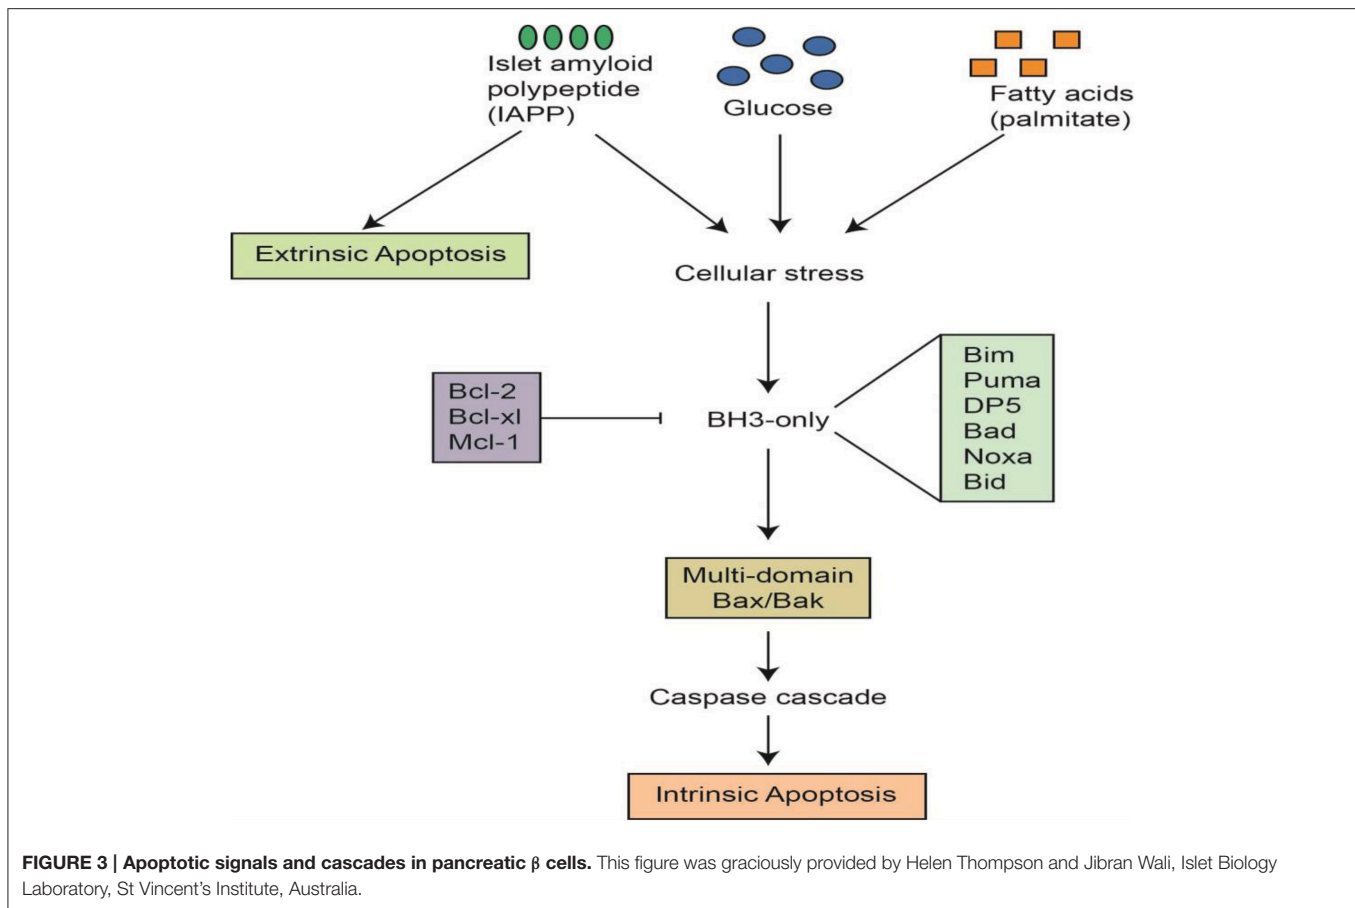 Islet amyloid
polypeptide
(IAPP)
Glucose
Fatty acids
(palmitate)
Extrinsic Apoptosis
Cellular stress
Bcl-2
Bcl-xl
Mcl-1
BH3-only
Bim
Puma
DP5
Bad
Noxa
Bid
Multi-domain
Bax/Bak
Caspase cascade
Intrinsic Apoptosis
FIGURE 3 | Apoptotic signals and cascades in pancreatic β cells. This figure was graciously provided by Helen Thompson and Jibran Wali, Islet Biology
Laboratory, St Vincent's Institute, Australia.